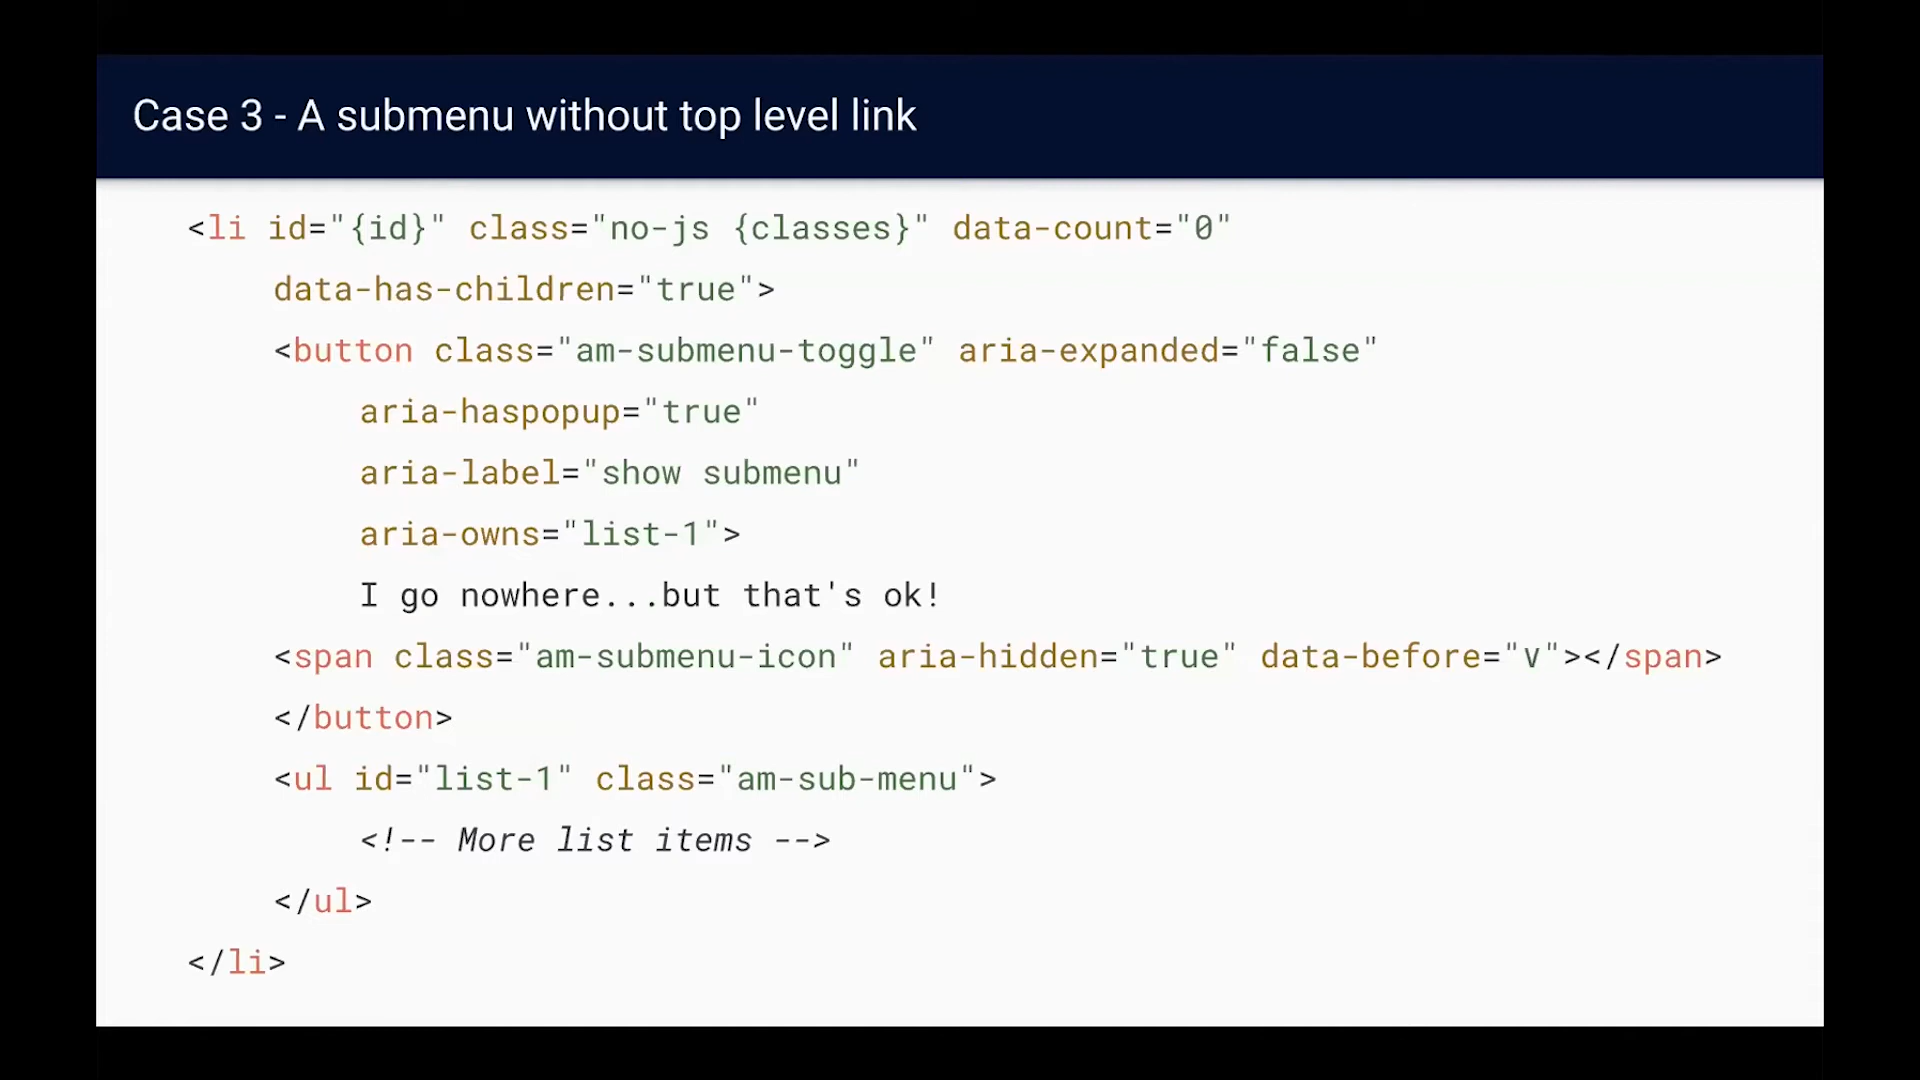 Case 3 - A submenu without top level link
<li id="{id}" class="no-js {classes}" data-count="0"
data-has-children="true">
<button class="am-submenu-toggle" aria-expanded="false"
aria-haspopup="true"
aria-label="show submenu"
aria-owns="list-1">
I go nowhere...but that's ok!
<span class="am-submenu-icon" aria-hidden="true" data-before="∨"></span>
</button>
<ul id="list-1" class="am-sub-menu">
<!-- More list items -->
</ul>
</li>